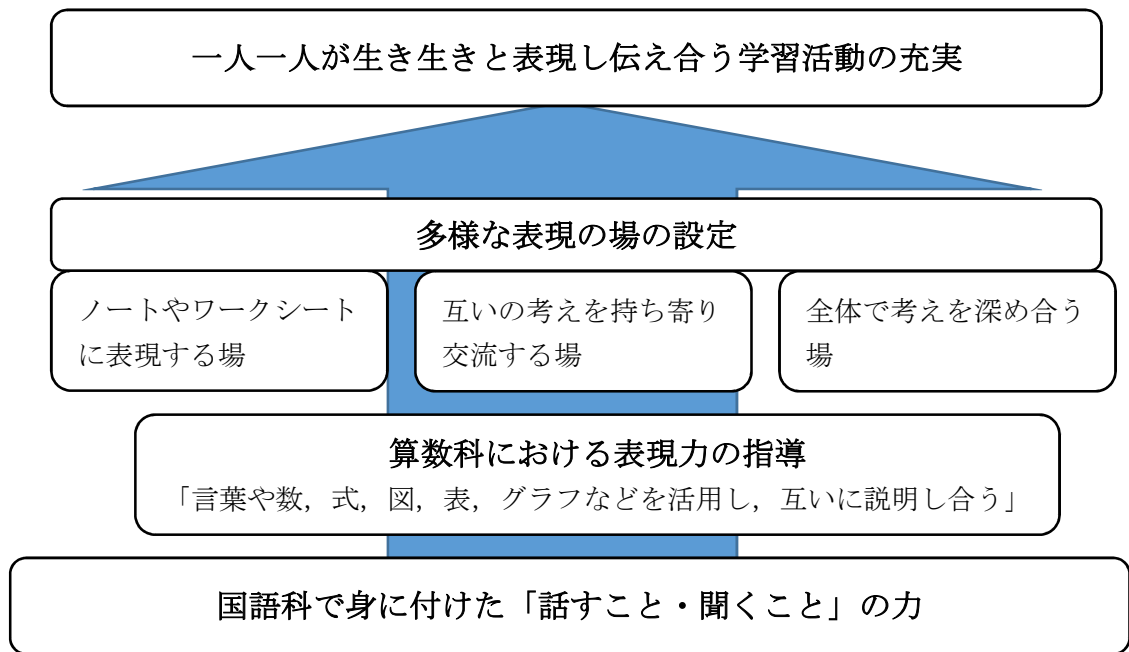 一人一人が生き生きと表現し伝え合う学習活動の充実
多様な表現の場の設定
ノートやワークシート
に表現する場
互いの考えを持ち寄り
交流する場
全体で考えを深め合う
場
算数科における表現力の指導
「言葉や数，式，図，表，グラフなどを活用し，互いに説明し合う」
国語科で身に付けた「話すこと・聞くこと」の力